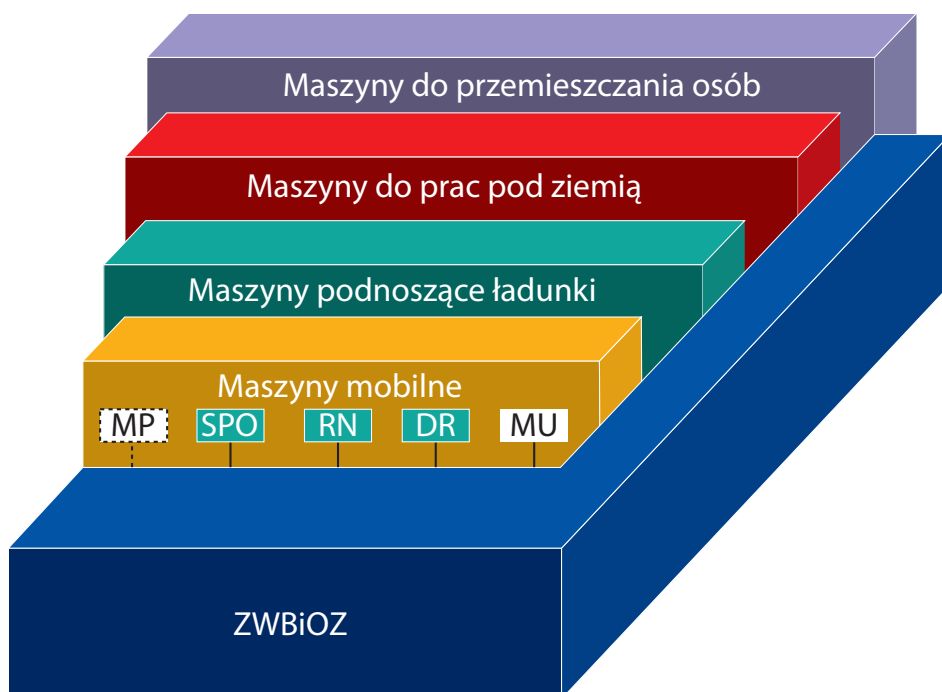 Maszyny do przemieszczania osób
Maszyny do prac pod ziemią
Maszyny podnoszące ładunki
Maszyny mobilne
MP SPO RN DR MU
ZWBiOZ